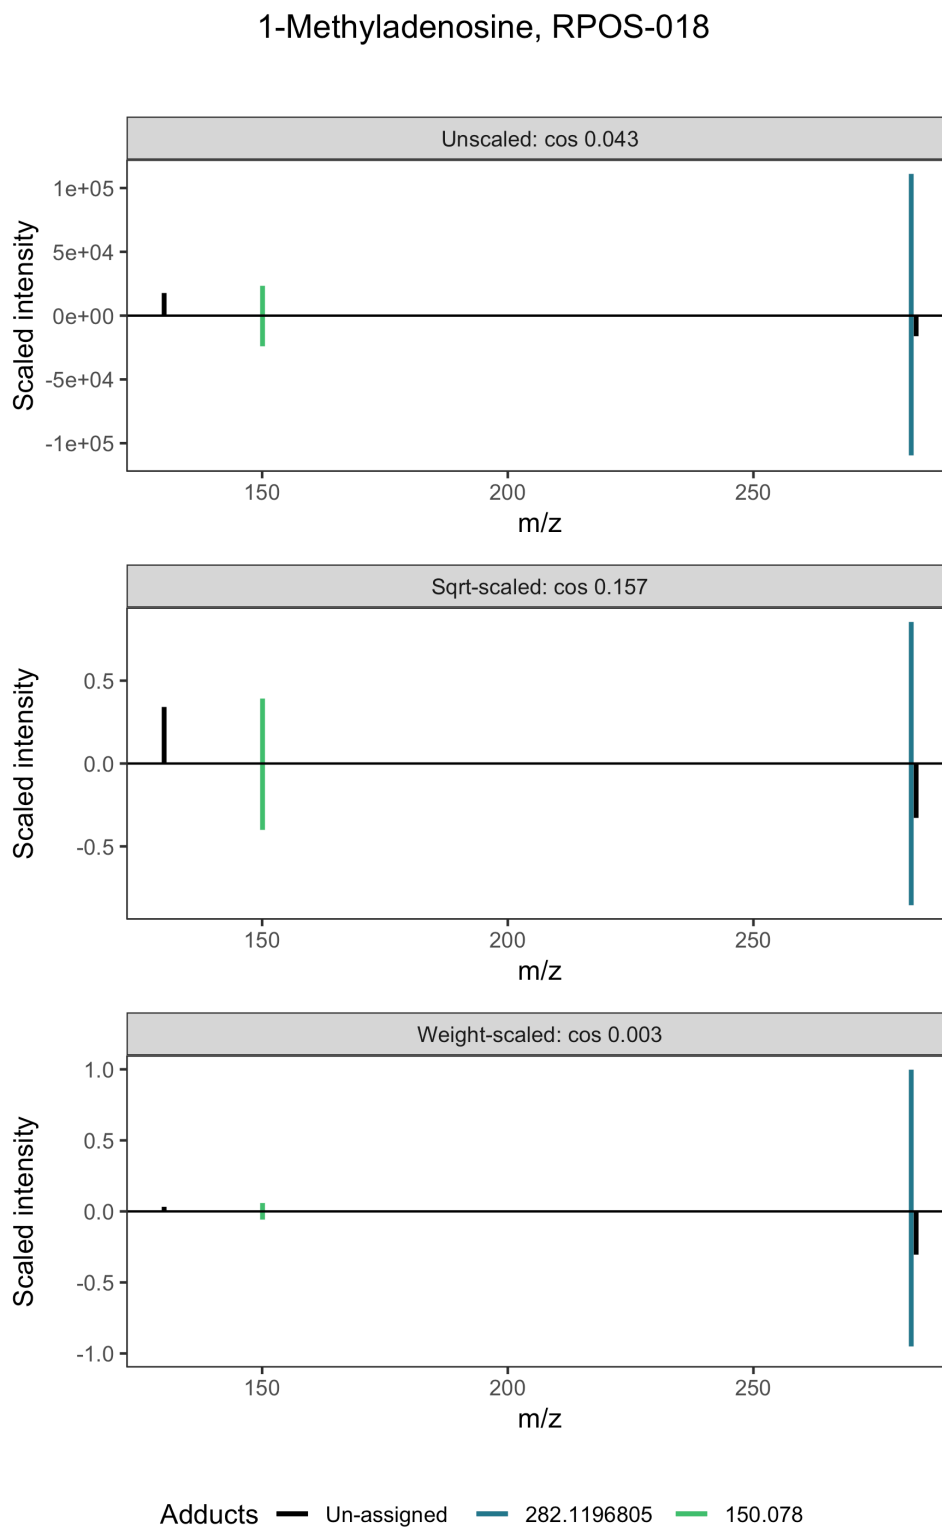 1-Methyladenosine, RPOS-018
Unscaled: cos 0.043
Scaled intensity
1e+05
5e+04
0e+00
-5e+04
-1e+05
150 200 250
m/z
Sqrt-scaled: cos 0.157
Scaled intensity
0.5
0.0
-0.5
150 200 250
m/z
Weight-scaled: cos 0.003
Scaled intensity
1.0
0.5
0.0
-0.5
-1.0
150 200 250
m/z
Adducts Un-assigned 282.1196805 150.078